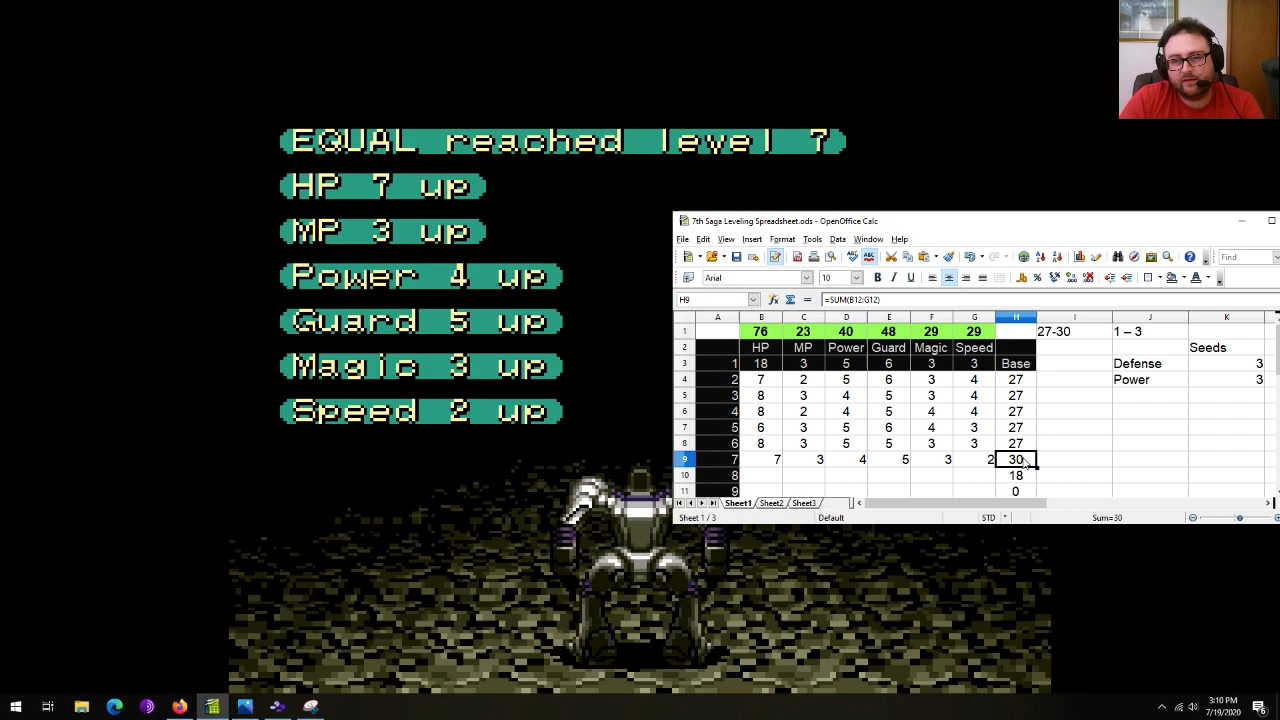 EQUAL reached level 7
HP 7 up
MP 3 up
Power 4 up
Guard 5 up
Magic 3 up
Speed 2 up
7th Saga Leveling Spreadsheet.ods - OpenOffice Calc
File Edit View Insert Format Tools Data Window Help
Find
Arial 10
H9 =SUM(B12:G12)
A B C D E F G H I J K
1 76 23 40 48 29 29 27-30 1 – 3
2 HP MP Power Guard Magic Speed Seeds
3 1 18 3 5 6 3 3 Base Defense 3
4 2 7 2 5 6 3 4 27 Power 3
5 3 8 3 4 5 3 4 27
6 4 8 2 4 5 4 4 27
7 5 6 3 5 6 4 3 27
8 6 8 3 5 5 3 3 27
9 7 7 3 4 5 3 2 30
10 8 18
11 9 0
Sheet1 Sheet2 Sheet3
Sheet 1 / 3 Default STD Sum=30
3:10 PM
7/19/2020